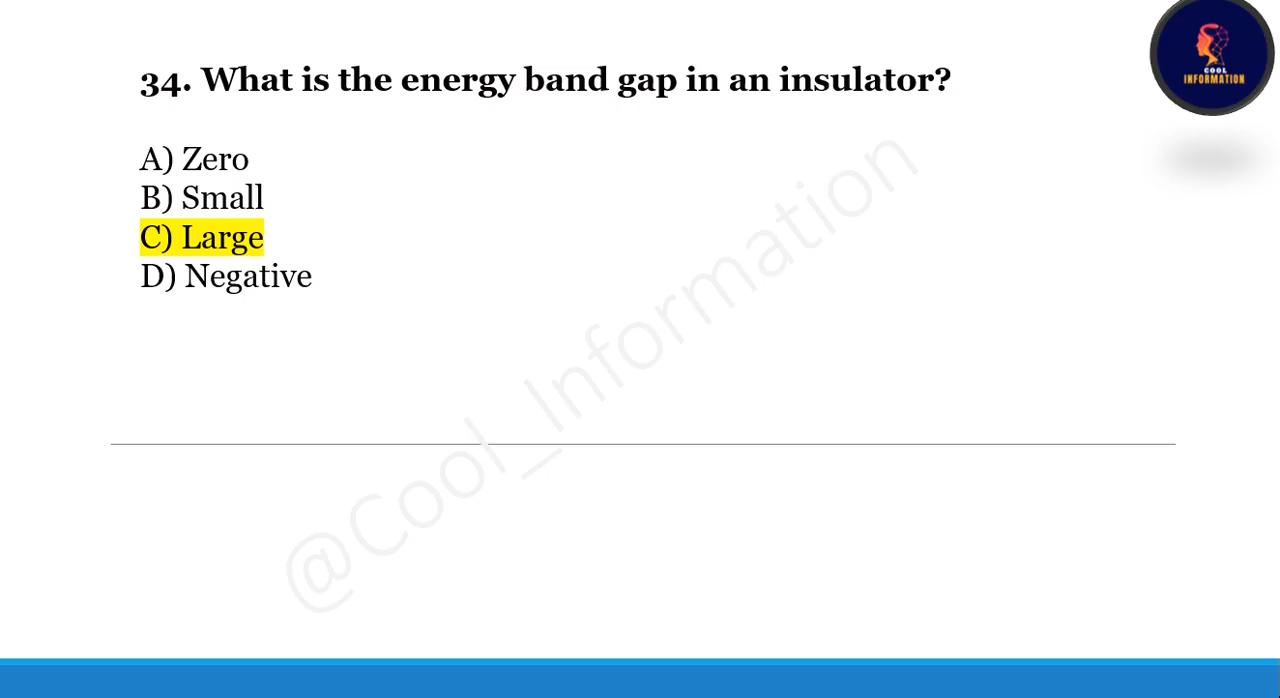 COOL
INFORMATION
34. What is the energy band gap in an insulator?
A) Zero
B) Small
C) Large
D) Negative
@Cool_Information